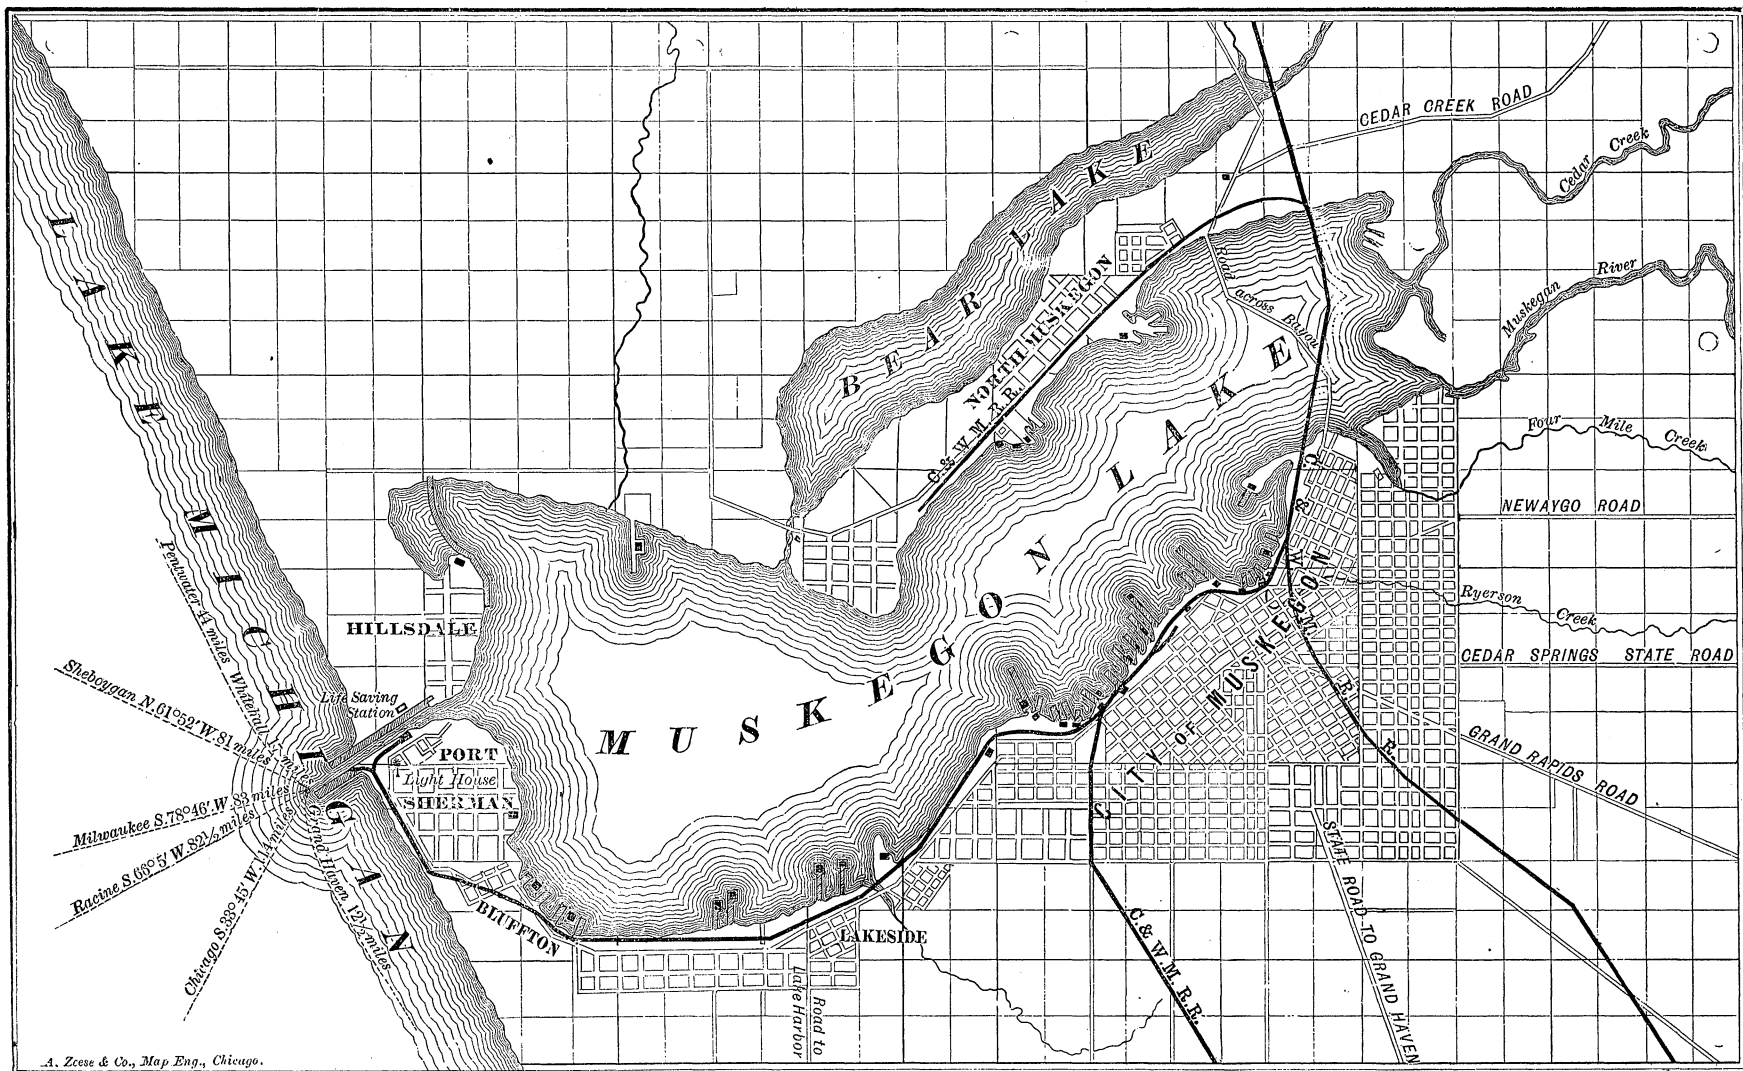 CEDAR CREEK ROAD
Cedar Creek
LAKE MICHIGAN
BEAR LAKE
NORTH MUSKEGON
C. & W. M. R. R.
Road across Bayou
Muskegan River
Four Mile Creek
NEWAYGO ROAD
MUSKEGON LAKE
C. & W. M. R. R.
Ryerson Creek
CEDAR SPRINGS STATE ROAD
CITY OF MUSKEGON
GRAND RAPIDS ROAD
HILLSDALE
Life Saving
Station
PORT
Light House
SHERMAN
Pentwater 44 miles
Whitehall miles
Sheboygan N. 61°52' W. 81 miles
Milwaukee S. 78°46' W. 83 miles
Racine S. 66°5' W. 82½ miles
Chicago S. 33°45' W. 114 miles
Grand Haven 12½ miles
BLUFFTON
LAKESIDE
Road to
Lake Harbor
C. & W. M. R. R.
STATE ROAD TO GRAND HAVEN
A. Zeese & Co., Map Eng., Chicago.